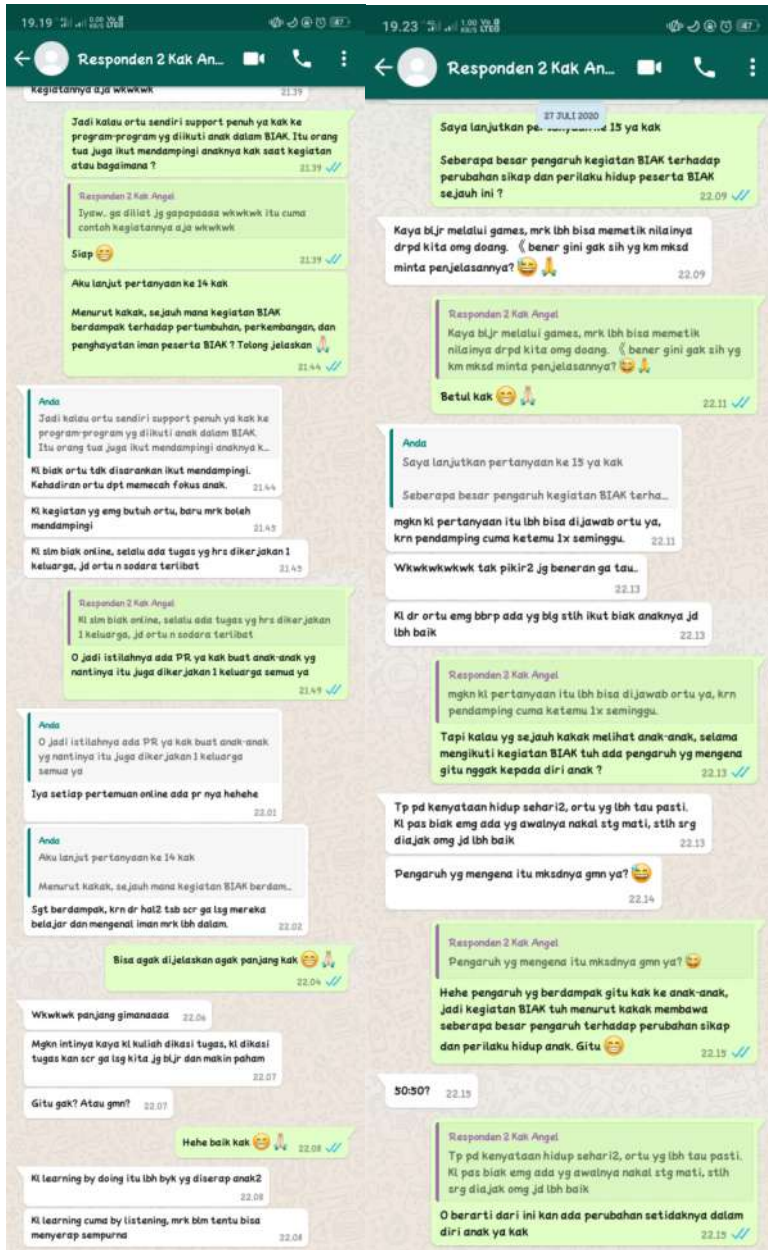 19.19
Responden 2 Kak An...
kegiatannya aja wkwkwk
21.39
Jadi kalau ortu sendiri support penuh ya kak ke
program-program yg diikuti anak dalam BIAK. Itu orang
tua juga ikut mendampingi anaknya kak saat kegiatan
atau bagaimana ?
21.39
Responden 2 Kak Angel
Iyaw.. ga diliat jg gapapaaaa wkwkwk itu cuma
contoh kegiatannya aja wkwkwk
Siap
21.39
Aku lanjut pertanyaan ke 14 kak
Menurut kakak, sejauh mana kegiatan BIAK
berdampak terhadap pertumbuhan, perkembangan, dan
penghayatan iman peserta BIAK ? Tolong jelaskan
21.44
Anda
Jadi kalau ortu sendiri support penuh ya kak ke
program-program yg diikuti anak dalam BIAK.
Itu orang tua juga ikut mendampingi anaknya k...
Kl biak ortu tdk disarankan ikut mendampingi.
Kehadiran ortu dpt memecah fokus anak.
21.44
Kl kegiatan yg emg butuh ortu, baru mrk boleh
mendampingi
21.45
Kl slm biak online, selalu ada tugas yg hrs dikerjakan 1
keluarga, jd ortu n sodara terlibat
21.45
Responden 2 Kak Angel
Kl slm biak online, selalu ada tugas yg hrs dikerjakan
1 keluarga, jd ortu n sodara terlibat
O jadi istilahnya ada PR ya kak buat anak-anak yg
nantinya itu juga dikerjakan 1 keluarga semua ya
21.49
Anda
O jadi istilahnya ada PR ya kak buat anak-anak
yg nantinya itu juga dikerjakan 1 keluarga
semua ya
Iya setiap pertemuan online ada pr nya hehehe
22.01
Anda
Aku lanjut pertanyaan ke 14 kak
Menurut kakak, sejauh mana kegiatan BIAK berdam...
Sgt berdampak, krn dr hal2 tsb scr ga lsg mereka
belajar dan mengenal iman mrk lbh dalam.
22.02
Bisa agak dijelaskan agak panjang kak
22.04
Wkwkwk panjang gimanaaaa
22.06
Mgkn intinya kaya kl kuliah dikasi tugas, kl dikasi
tugas kan scr ga lsg kita jg bljr dan makin paham
22.07
Gitu gak? Atau gmn?
22.07
Hehe baik kak
22.08
Kl learning by doing itu lbh byk yg diserap anak2
22.08
Kl learning cuma by listening, mrk blm tentu bisa
menyerap sempurna
22.08
19.23
Responden 2 Kak An...
27 JULI 2020
Saya lanjutkan ke 15 ya kak
Seberapa besar pengaruh kegiatan BIAK terhadap
perubahan sikap dan perilaku hidup peserta BIAK
sejauh ini ?
22.09
Kaya bljr melalui games, mrk lbh bisa memetik nilainya
drpd kita omg doang. 《 bener gini gak sih yg km mksd
minta penjelasannya?
22.09
Responden 2 Kak Angel
Kaya bljr melalui games, mrk lbh bisa memetik
nilainya drpd kita omg doang. 《 bener gini gak sih yg
km mksd minta penjelasannya?
Betul kak
22.11
Anda
Saya lanjutkan pertanyaan ke 15 ya kak
Seberapa besar pengaruh kegiatan BIAK terha...
mgkn kl pertanyaan itu lbh bisa dijawab ortu ya,
krn pendamping cuma ketemu 1x seminggu.
22.11
Wkwkwkwkwk tak pikir2 jg beneran ga tau..
22.13
Kl dr ortu emg bbrp ada yg blg stlh ikut biak anaknya jd
lbh baik
22.13
Responden 2 Kak Angel
mgkn kl pertanyaan itu lbh bisa dijawab ortu ya, krn
pendamping cuma ketemu 1x seminggu.
Tapi kalau yg sejauh kakak melihat anak-anak, selama
mengikuti kegiatan BIAK tuh ada pengaruh yg mengena
gitu nggak kepada diri anak ?
22.13
Tp pd kenyataan hidup sehari2, ortu yg lbh tau pasti.
Kl pas biak emg ada yg awalnya nakal stg mati, stlh srg
diajak omg jd lbh baik
22.13
Pengaruh yg mengena itu mksdnya gmn ya?
22.14
Responden 2 Kak Angel
Pengaruh yg mengena itu mksdnya gmn ya?
Hehe pengaruh yg berdampak gitu kak ke anak-anak,
jadi kegiatan BIAK tuh menurut kakak membawa
seberapa besar pengaruh terhadap perubahan sikap
dan perilaku hidup anak. Gitu
22.15
50:50?
22.15
Responden 2 Kak Angel
Tp pd kenyataan hidup sehari2, ortu yg lbh tau pasti.
Kl pas biak emg ada yg awalnya nakal stg mati, stlh
srg diajak omg jd lbh baik
O berarti dari ini kan ada perubahan setidaknya dalam
diri anak ya kak
22.15